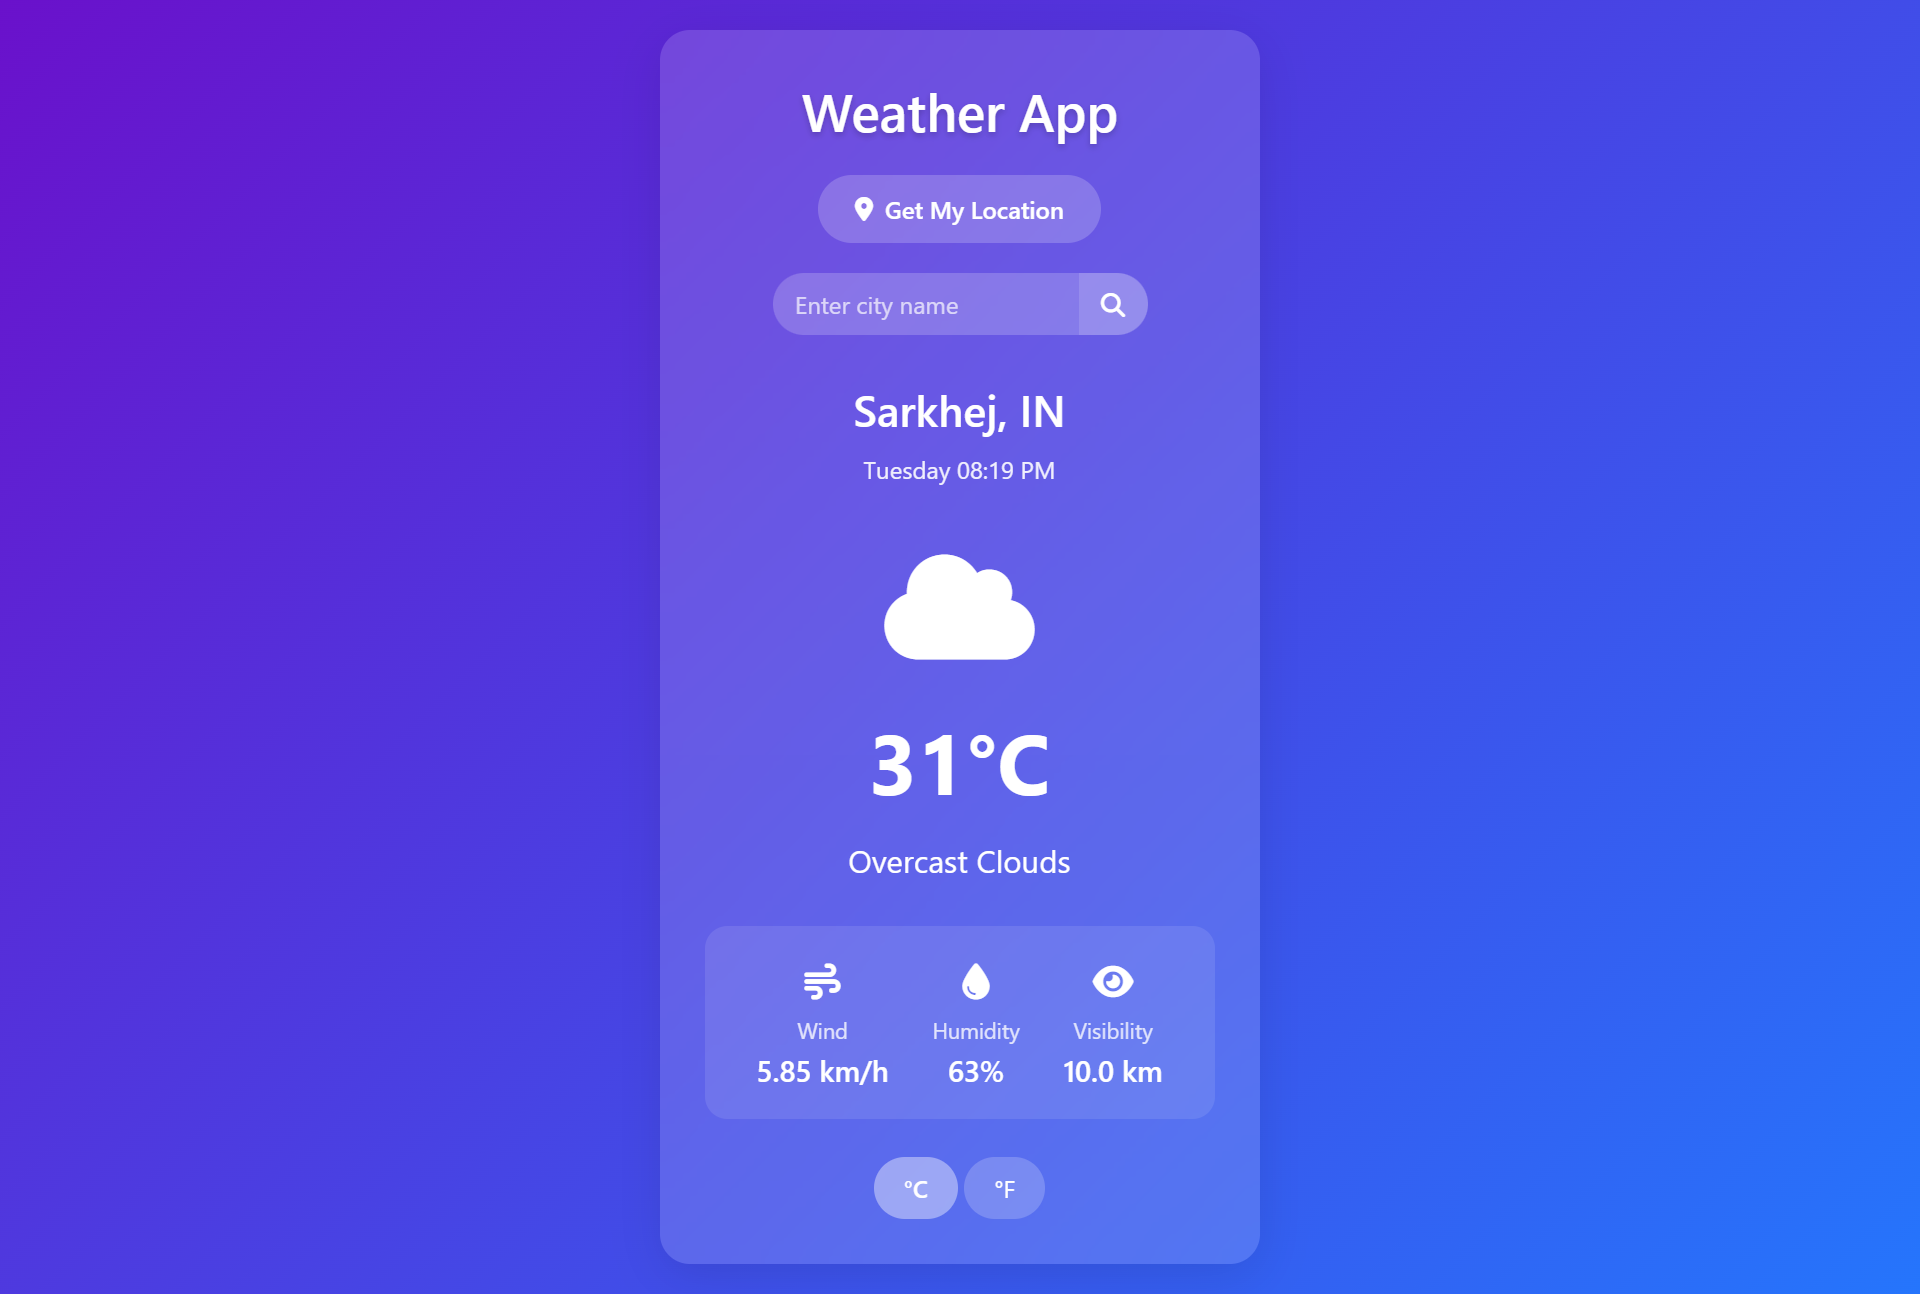 Weather App
Get My Location
Enter city name
Sarkhej, IN
Tuesday 08:19 PM
31°C
Overcast Clouds
Wind Humidity Visibility
5.85 km/h 63% 10.0 km
°C °F